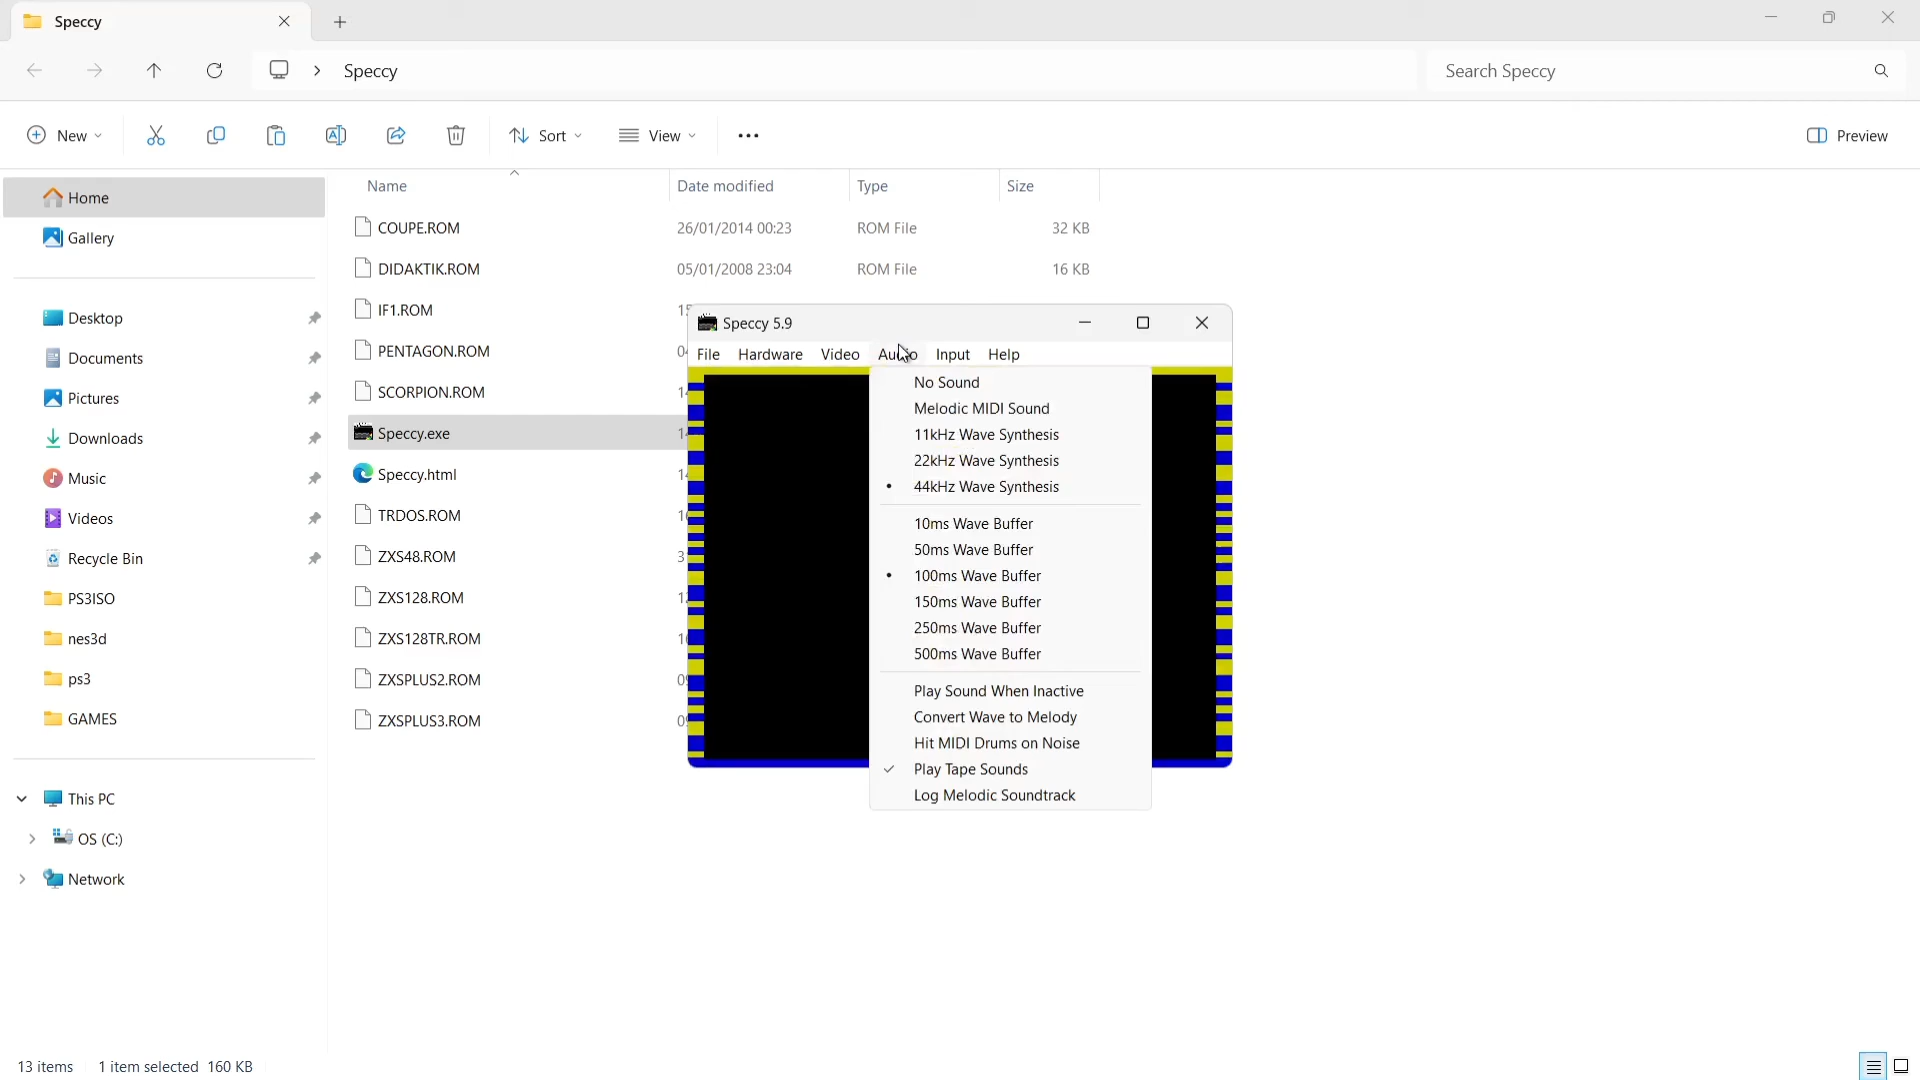 Speccy
Speccy
Search Speccy
New
Sort
View
Preview
Home
Gallery
Desktop
Documents
Pictures
Downloads
Music
Videos
Recycle Bin
PS3ISO
nes3d
ps3
GAMES
This PC
OS (C:)
Network
Name Date modified Type Size
COUPE.ROM 26/01/2014 00:23 ROM File 32 KB
DIDAKTIK.ROM 05/01/2008 23:04 ROM File 16 KB
IF1.ROM
PENTAGON.ROM
SCORPION.ROM
Speccy.exe
Speccy.html
TRDOS.ROM
ZXS48.ROM
ZXS128.ROM
ZXS128TR.ROM
ZXSPLUS2.ROM
ZXSPLUS3.ROM
Speccy 5.9
File Hardware Video Audio Input Help
No Sound
Melodic MIDI Sound
11kHz Wave Synthesis
22kHz Wave Synthesis
44kHz Wave Synthesis
10ms Wave Buffer
50ms Wave Buffer
100ms Wave Buffer
150ms Wave Buffer
250ms Wave Buffer
500ms Wave Buffer
Play Sound When Inactive
Convert Wave to Melody
Hit MIDI Drums on Noise
Play Tape Sounds
Log Melodic Soundtrack
13 items 1 item selected 160 KB